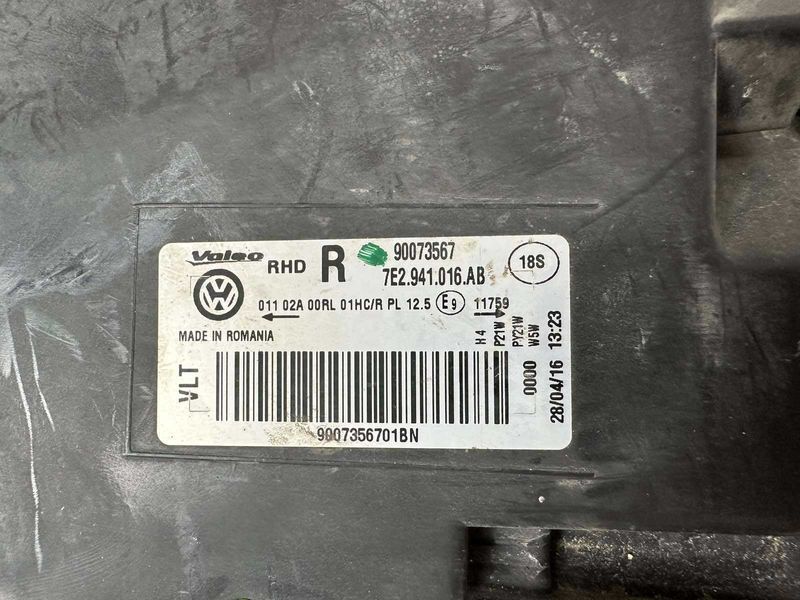 Valeo RHD R 90073567
7E2.941.016.AB
18S
011 02A 00RL 01HC/R PL 12.5 E9 11759
MADE IN ROMANIA
H4
P21W
PY21W
W5W
VLT
0000
28/04/16 13:23
9007356701BN